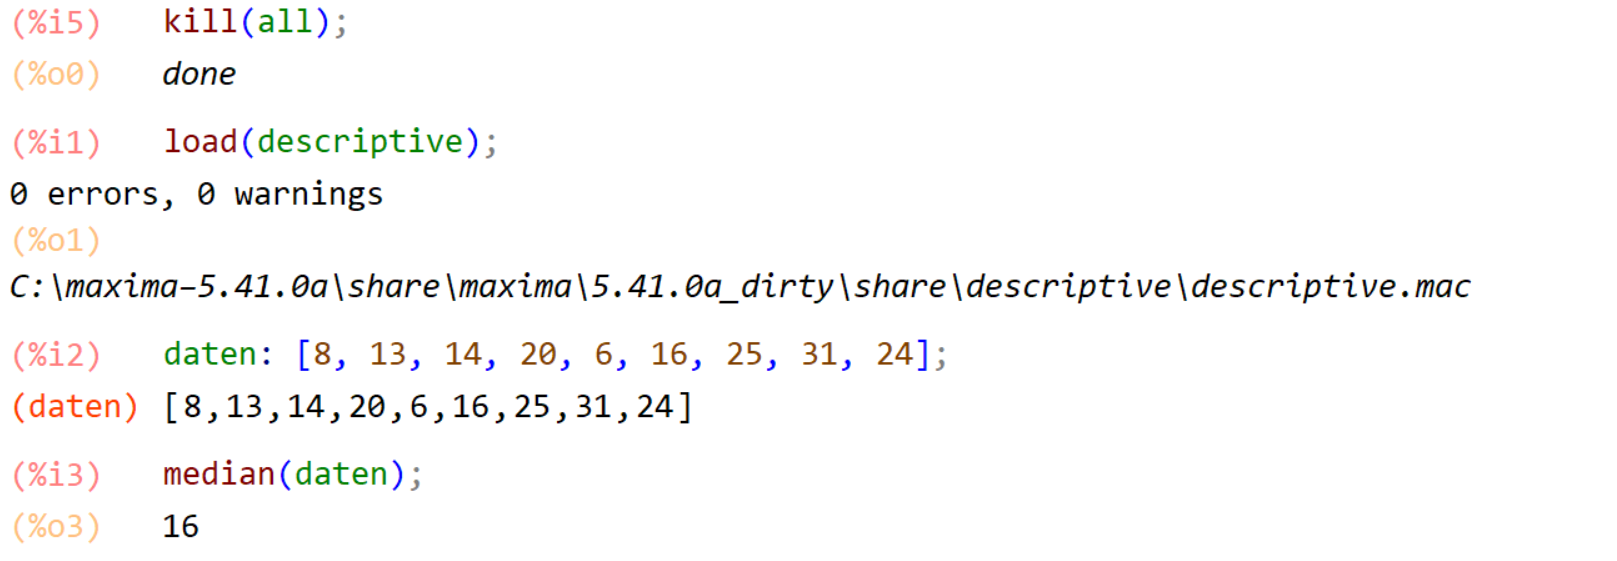 (%i5) kill(all);
(%o0) done
(%i1) load(descriptive);
0 errors, 0 warnings
(%o1)
C:\maxima-5.41.0a\share\maxima\5.41.0a_dirty\share\descriptive\descriptive.mac
(%i2) daten: [8, 13, 14, 20, 6, 16, 25, 31, 24];
(daten) [8,13,14,20,6,16,25,31,24]
(%i3) median(daten);
(%o3) 16